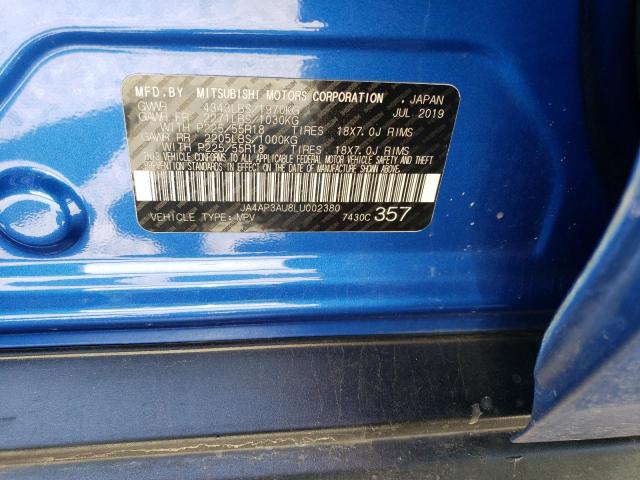 MFD.BY MITSUBISHI MOTORS CORPORATION , JAPAN
GVWR 4343LBS 1970KG JUL 2019
GAWR FR 2271LBS 1030KG
WITH P225/55R18 TIRES 18X7.0J RIMS
GAWR RR 2205LBS 1000KG
WITH P225/55R18 TIRES 18X7.0J RIMS
THIS VEHICLE CONFORMS TO ALL APPLICABLE FEDERAL MOTOR VEHICLE SAFETY AND THEFT
PREVENTION STANDARDS IN EFFECT ON THE DATE OF MANUFACTURE SHOWN ABOVE.
JA4AP3AU8LU002380
VEHICLE TYPE: MPV 7430C 357